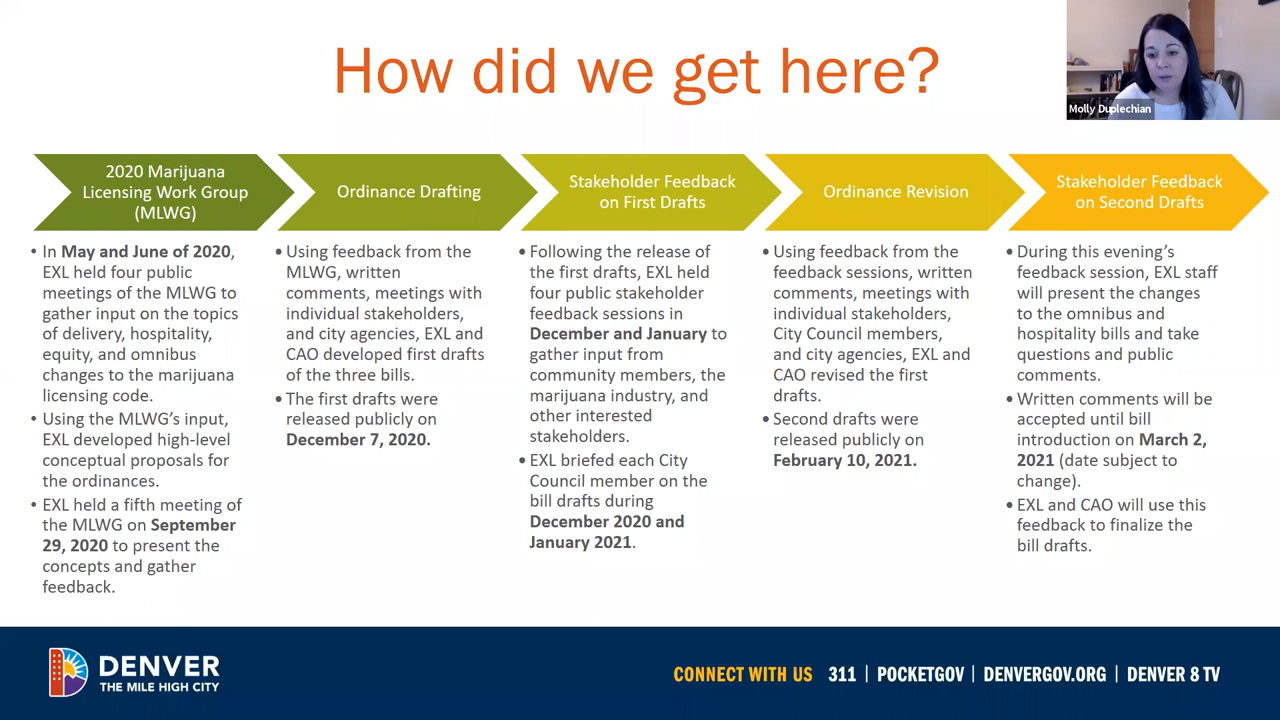 How did we get here?
Molly Duplechian
2020 Marijuana
Licensing Work Group
(MLWG)
• In May and June of 2020,
EXL held four public
meetings of the MLWG to
gather input on the topics
of delivery, hospitality,
equity, and omnibus
changes to the marijuana
licensing code.
• Using the MLWG’s input,
EXL developed high-level
conceptual proposals for
the ordinances.
• EXL held a fifth meeting of
the MLWG on September
29, 2020 to present the
concepts and gather
feedback.
Ordinance Drafting
• Using feedback from the
MLWG, written
comments, meetings with
individual stakeholders,
and city agencies, EXL and
CAO developed first drafts
of the three bills.
• The first drafts were
released publicly on
December 7, 2020.
Stakeholder Feedback
on First Drafts
• Following the release of
the first drafts, EXL held
four public stakeholder
feedback sessions in
December and January to
gather input from
community members, the
marijuana industry, and
other interested
stakeholders.
• EXL briefed each City
Council member on the
bill drafts during
December 2020 and
January 2021.
Ordinance Revision
• Using feedback from the
feedback sessions, written
comments, meetings with
individual stakeholders,
City Council members,
and city agencies, EXL and
CAO revised the first
drafts.
• Second drafts were
released publicly on
February 10, 2021.
Stakeholder Feedback
on Second Drafts
• During this evening’s
feedback session, EXL staff
will present the changes
to the omnibus and
hospitality bills and take
questions and public
comments.
• Written comments will be
accepted until bill
introduction on March 2,
2021 (date subject to
change).
• EXL and CAO will use this
feedback to finalize the
bill drafts.
DENVER
THE MILE HIGH CITY
CONNECT WITH US 311 | POCKETGOV | DENVERGOV.ORG | DENVER 8 TV